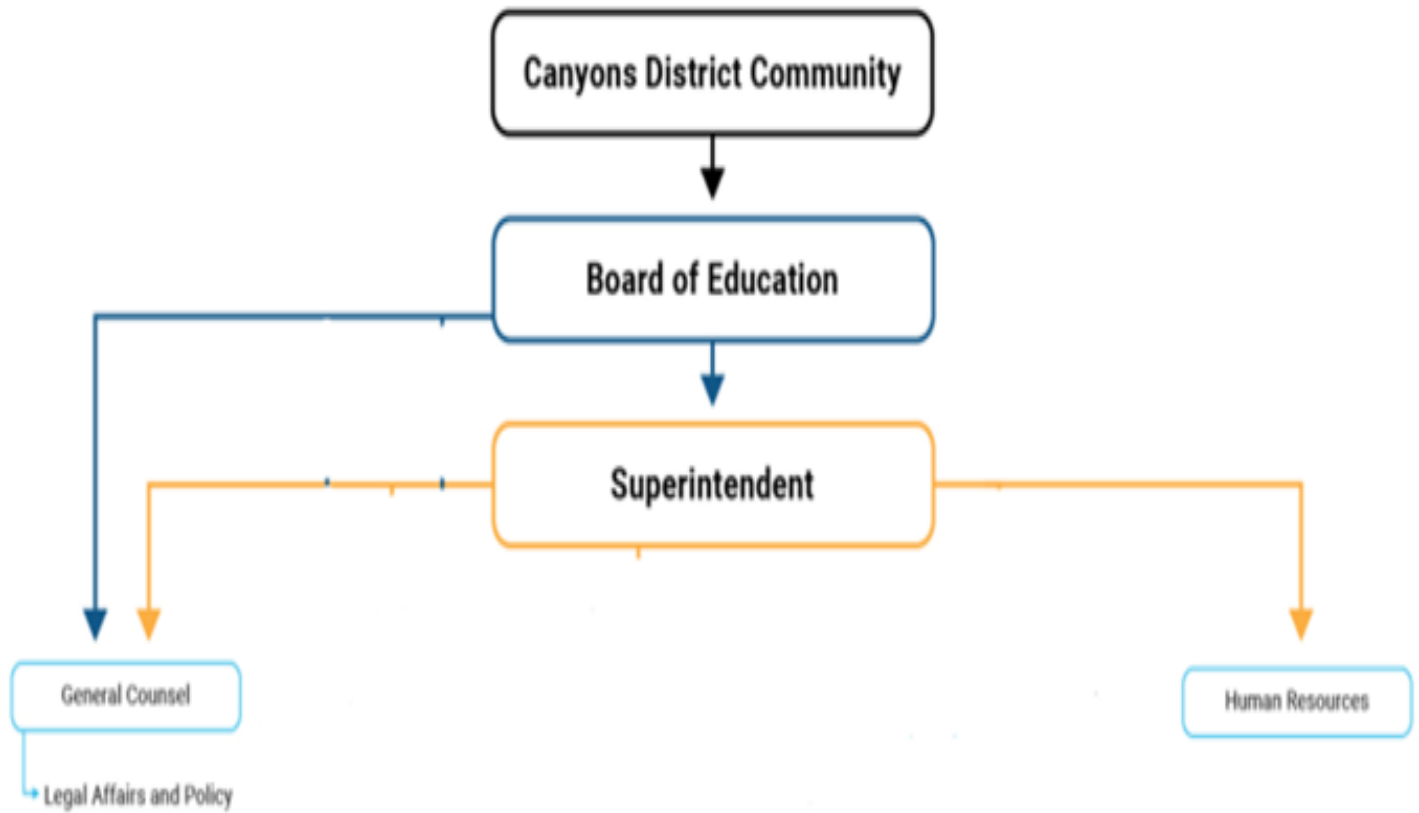 Canyons District Community
Board of Education
Superintendent
General Counsel
Human Resources
Legal Affairs and Policy